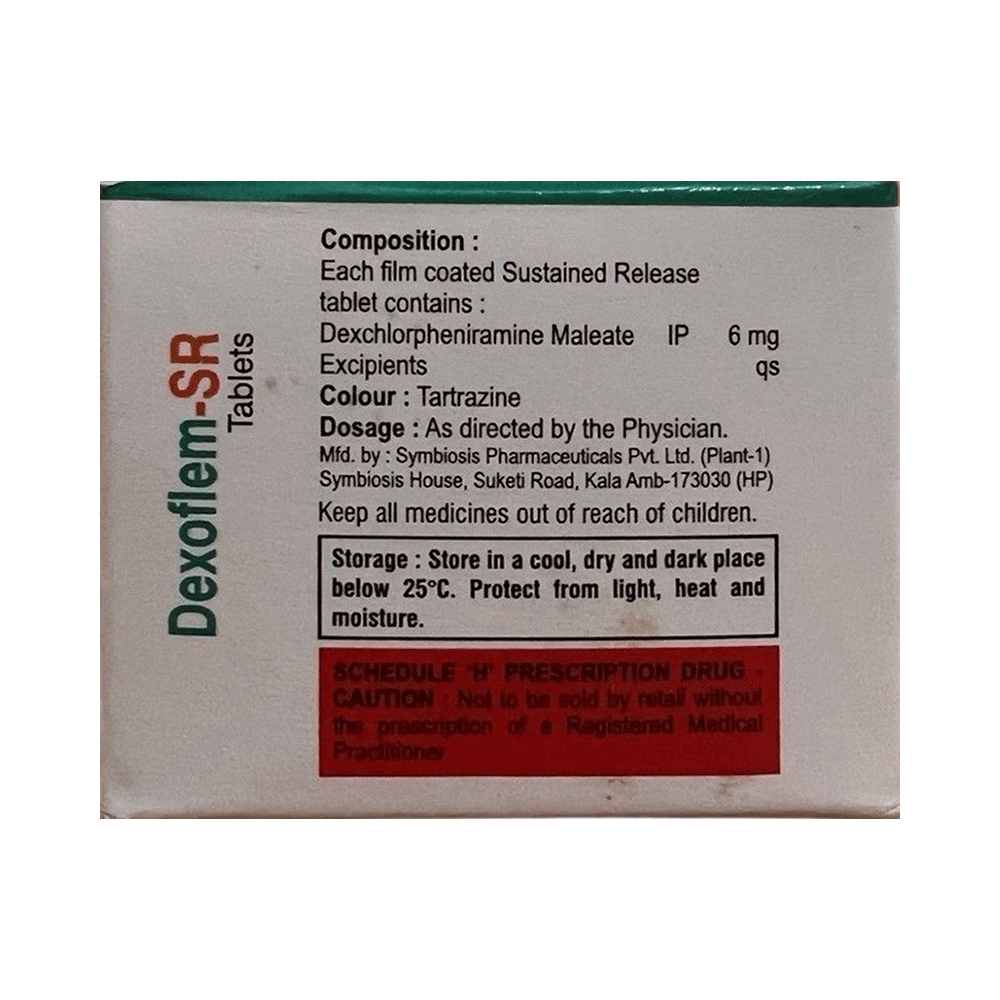 Dexoflem-SR
Tablets
Composition :
Each film coated Sustained Release
tablet contains :
Dexchlorpheniramine Maleate IP 6 mg
Excipients qs
Colour : Tartrazine
Dosage : As directed by the Physician.
Mfd. by : Symbiosis Pharmaceuticals Pvt. Ltd. (Plant-1)
Symbiosis House, Suketi Road, Kala Amb-173030 (HP)
Keep all medicines out of reach of children.
Storage : Store in a cool, dry and dark place
below 25°C. Protect from light, heat and
moisture.
SCHEDULE 'H' PRESCRIPTION DRUG -
CAUTION : Not to be sold by retail without
the prescription of a Registered Medical
Practitioner